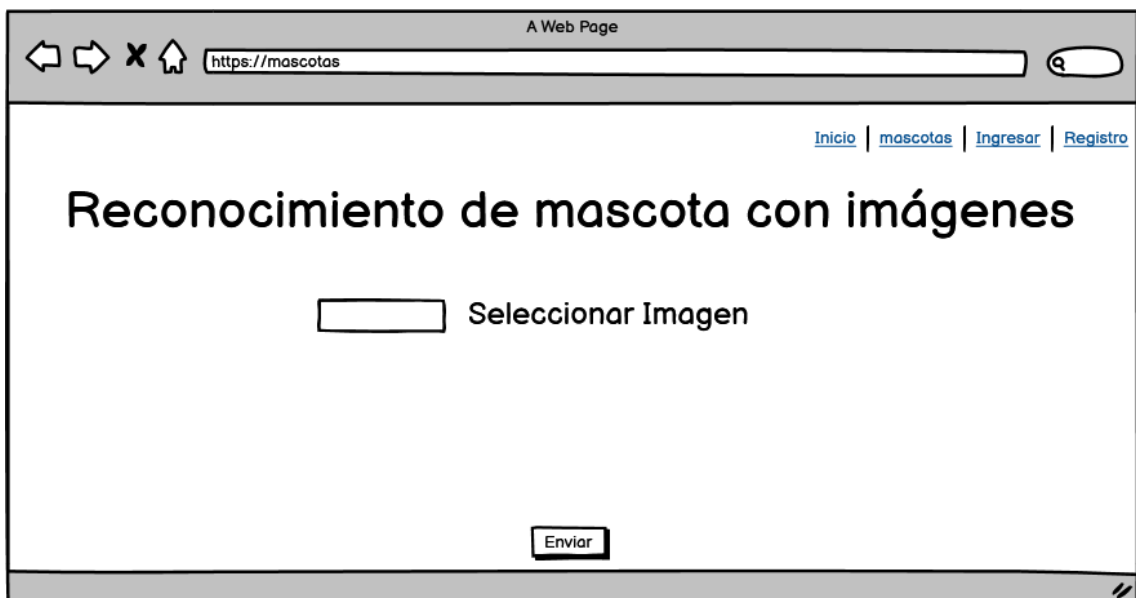 A Web Page
https://mascotas
Inicio | mascotas | Ingresar | Registro
Reconocimiento de mascota con imágenes
Seleccionar Imagen
Enviar